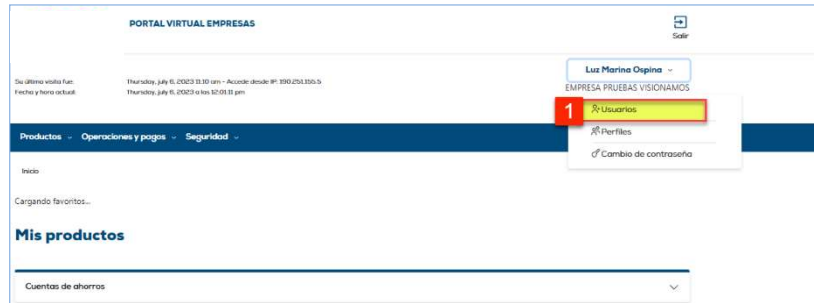 PORTAL VIRTUAL EMPRESAS
Salir
Luz Marina Ospina
EMPRESA PRUEBAS VISIONAMOS
Su última visita fue: Thursday, july 6, 2023 11:10 am - Accede desde IP: 190.251.155.5
Fecha y hora actual: Thursday, july 6, 2023 a las 12:01:11 pm
1 Usuarios
Perfiles
Cambio de contraseña
Productos Operaciones y pagos Seguridad
Inicio
Cargando favoritos...
Mis productos
Cuentas de ahorros